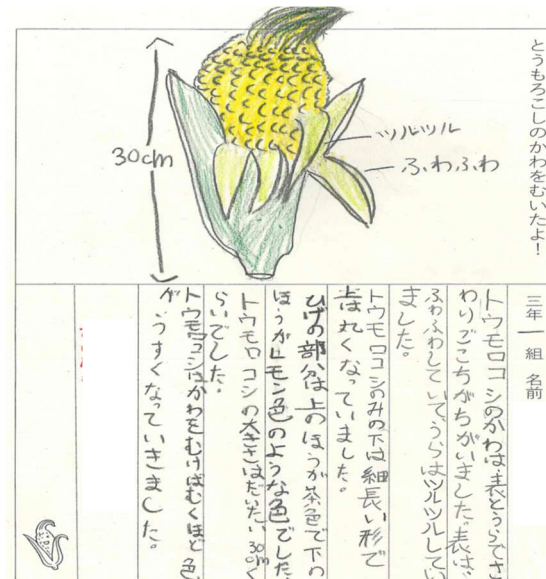 とうもろこしのかわをむいたよ!
30cm
ツルツル
ふわふわ
三年 一 組 名前
トウモロコシのかわは、表とうらでさ
わりごこちがちがいました。表は、
ふわふわしていて、うらはツルツルしてい
ました。
トウモロコシのみの下は細長い形で
上は丸くなっていました。
ひげの部分は上のほうが茶色で下の
ほうがレモン色のような色でした。
トウモロコシの大きさはだいたい30cmく
らいでした。
トウモロコシはかわをむけばむくほど色
が、うすくなっていきました。